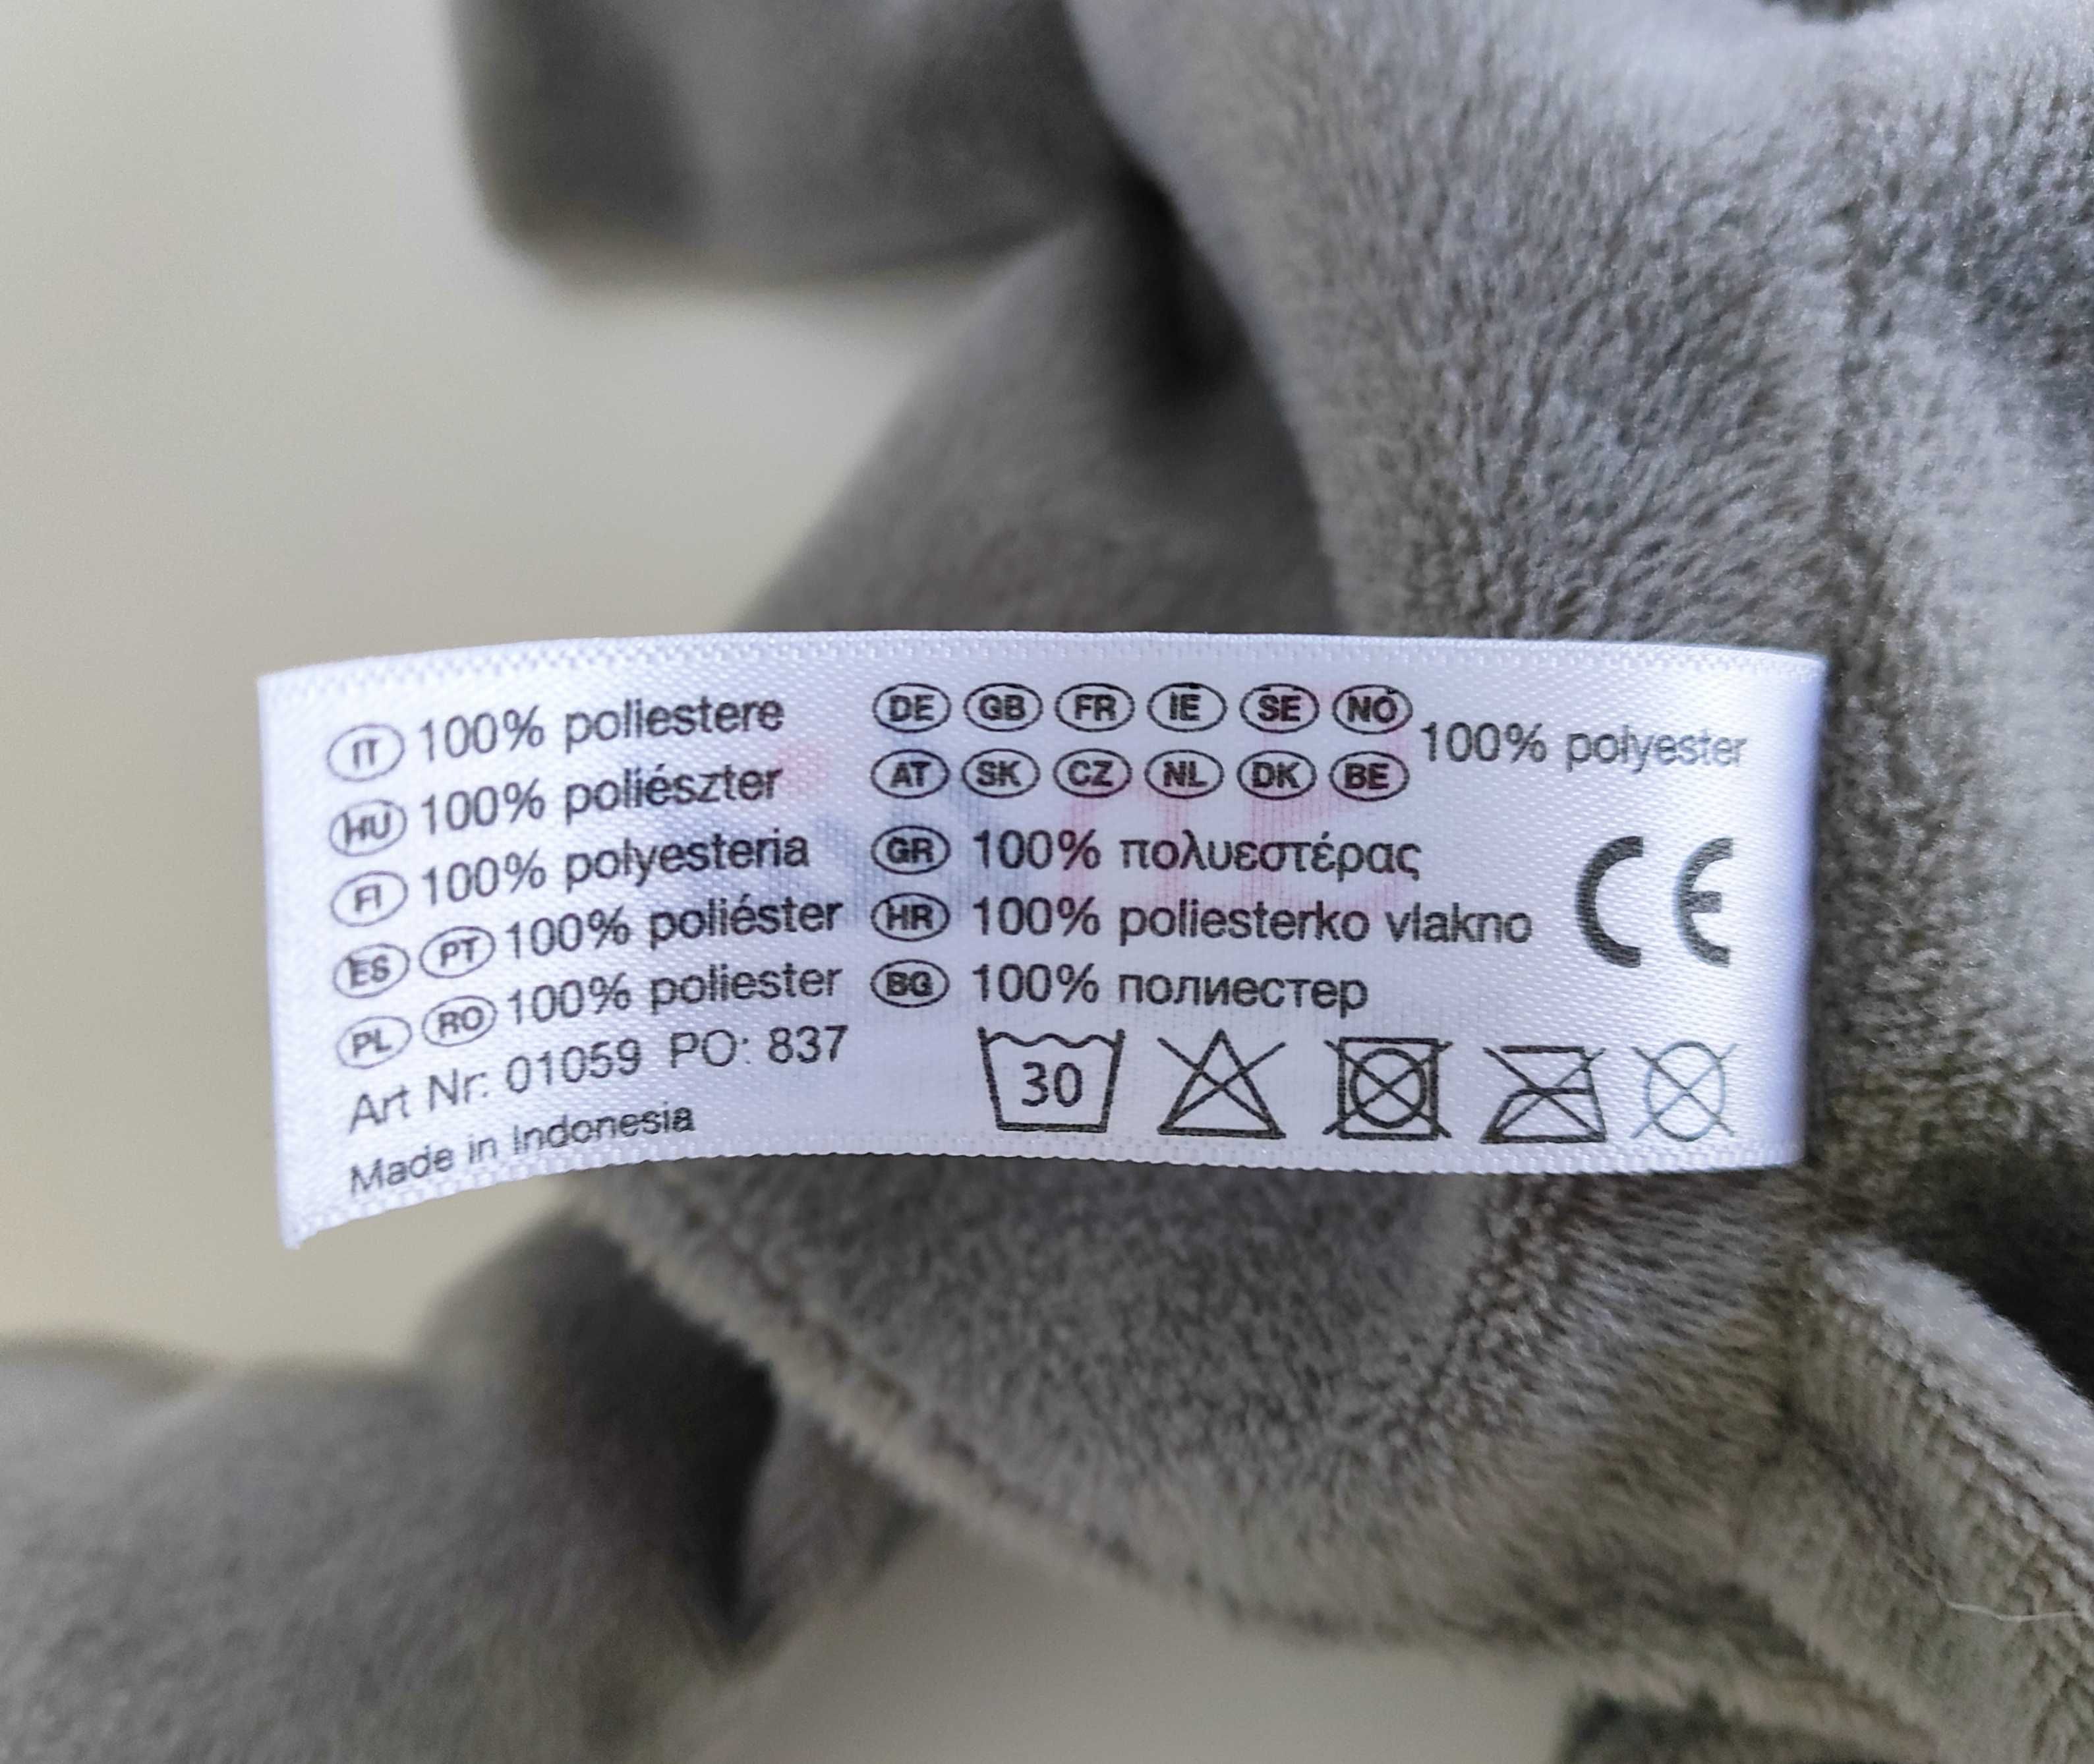 IT 100% poliestere
HU 100% poliészter
FI 100% polyesteria
ES PT 100% poliéster
PL RO 100% poliester
Art Nr: 01059 PO: 837
Made in Indonesia
DE GB FR IE SE NO
AT SK CZ NL DK BE
100% polyester
GR 100% πολυεστέρας
HR 100% poliesterko vlakno
BG 100% полиестер
CE
30